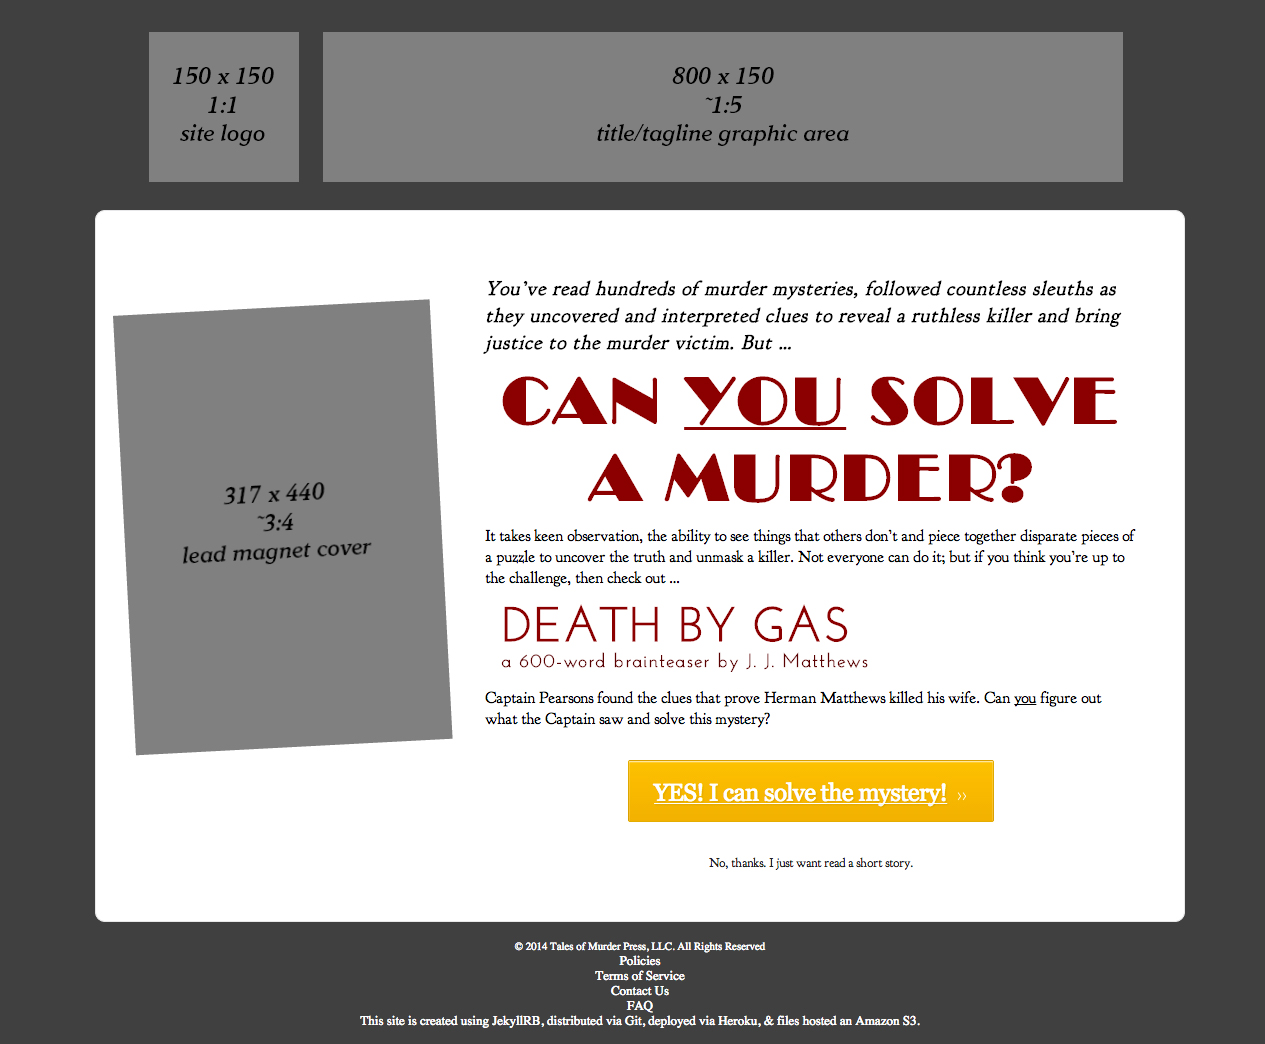 150 x 150
1:1
site logo
800 x 150
~1:5
title/tagline graphic area
317 x 440
~3:4
lead magnet cover
You’ve read hundreds of murder mysteries, followed countless sleuths as
they uncovered and interpreted clues to reveal a ruthless killer and bring
justice to the murder victim. But ...
CAN YOU SOLVE
A MURDER?
It takes keen observation, the ability to see things that others don’t and piece together disparate pieces of
a puzzle to uncover the truth and unmask a killer. Not everyone can do it; but if you think you’re up to
the challenge, then check out ...
DEATH BY GAS
a 600-word brainteaser by J. J. Matthews
Captain Pearsons found the clues that prove Herman Matthews killed his wife. Can you figure out
what the Captain saw and solve this mystery?
YES! I can solve the mystery! ››
No, thanks. I just want read a short story.
© 2014 Tales of Murder Press, LLC. All Rights Reserved
Policies
Terms of Service
Contact Us
FAQ
This site is created using JekyllRB, distributed via Git, deployed via Heroku, & files hosted an Amazon S3.